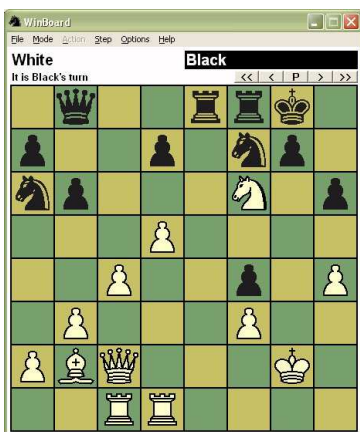 WinBoard
File Mode Action Step Options Help
White Black
It is Black's turn << < P > >>